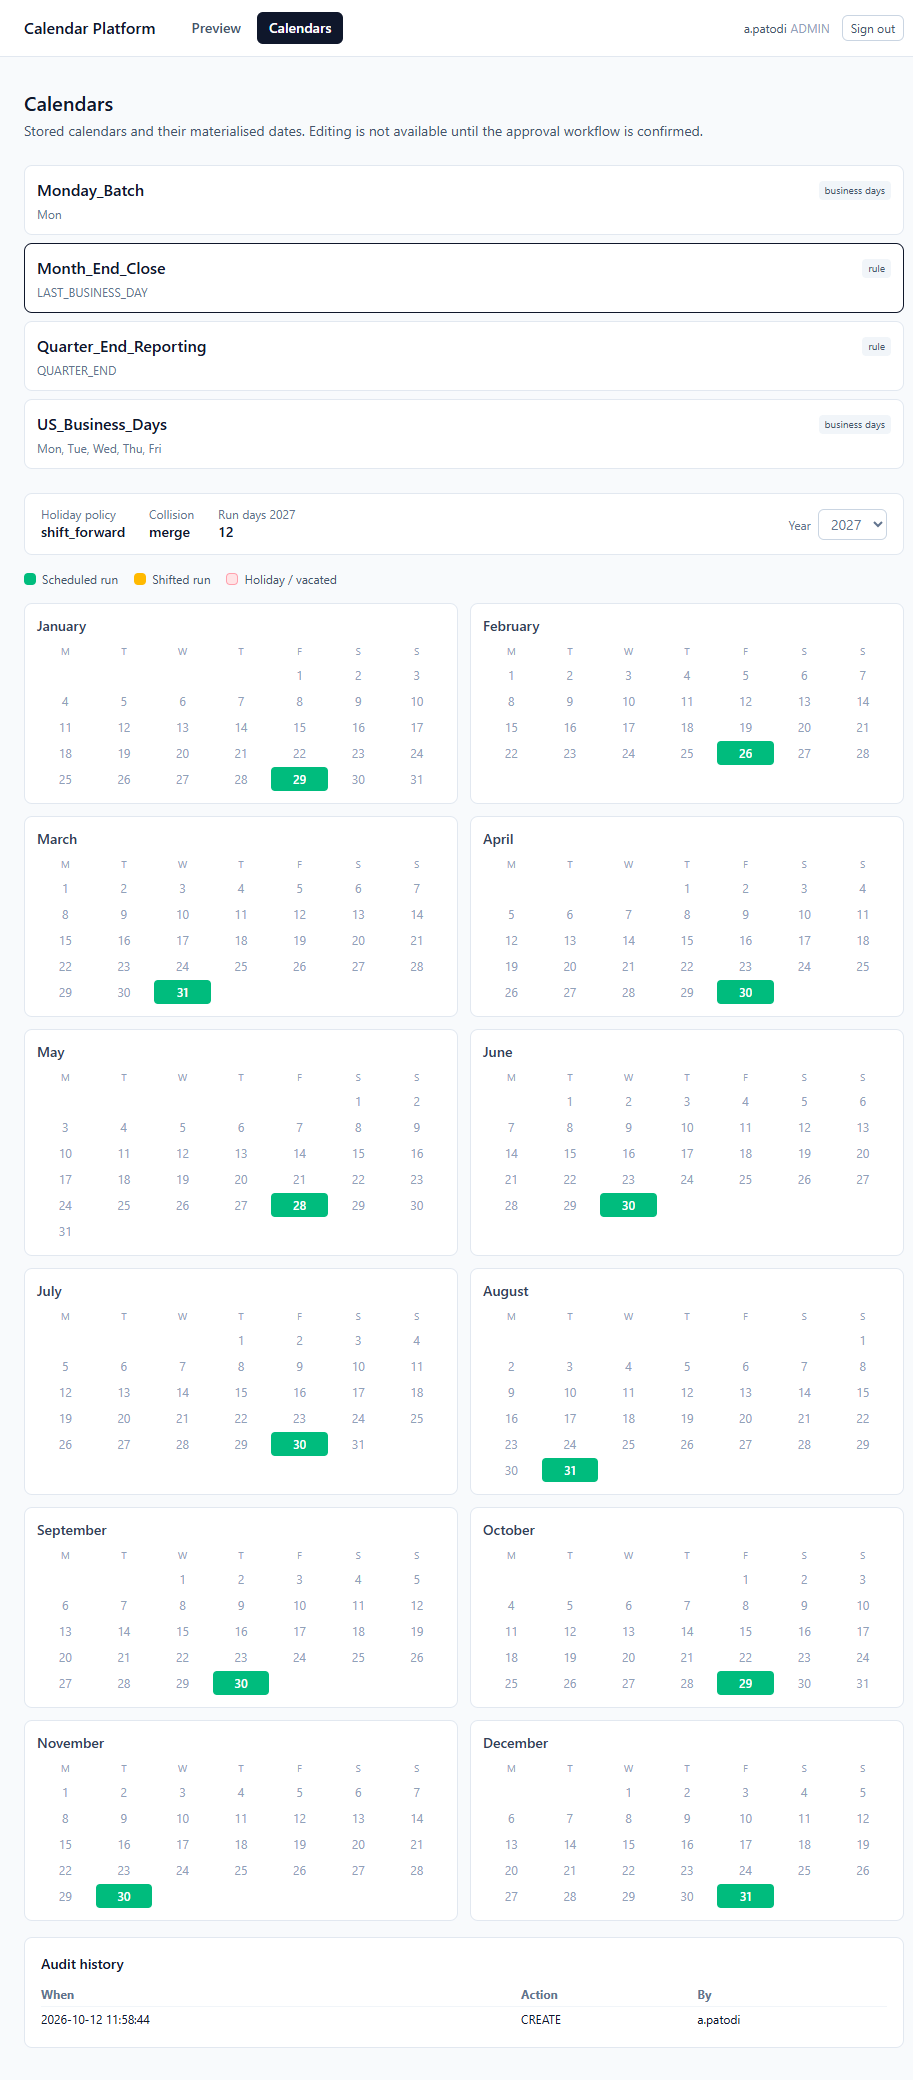 Calendar Platform Preview Calendars a.patodi ADMIN Sign out
Calendars
Stored calendars and their materialised dates. Editing is not available until the approval workflow is confirmed.
Monday_Batch business days
Mon
Month_End_Close rule
LAST_BUSINESS_DAY
Quarter_End_Reporting rule
QUARTER_END
US_Business_Days business days
Mon, Tue, Wed, Thu, Fri
Holiday policy Collision Run days 2027
shift_forward merge 12 Year 2027
Scheduled run Shifted run Holiday / vacated
January
M T W T F S S
1 2 3
4 5 6 7 8 9 10
11 12 13 14 15 16 17
18 19 20 21 22 23 24
25 26 27 28 29 30 31
February
M T W T F S S
1 2 3 4 5 6 7
8 9 10 11 12 13 14
15 16 17 18 19 20 21
22 23 24 25 26 27 28
March
M T W T F S S
1 2 3 4 5 6 7
8 9 10 11 12 13 14
15 16 17 18 19 20 21
22 23 24 25 26 27 28
29 30 31
April
M T W T F S S
1 2 3 4
5 6 7 8 9 10 11
12 13 14 15 16 17 18
19 20 21 22 23 24 25
26 27 28 29 30
May
M T W T F S S
1 2
3 4 5 6 7 8 9
10 11 12 13 14 15 16
17 18 19 20 21 22 23
24 25 26 27 28 29 30
31
June
M T W T F S S
1 2 3 4 5 6
7 8 9 10 11 12 13
14 15 16 17 18 19 20
21 22 23 24 25 26 27
28 29 30
July
M T W T F S S
1 2 3 4
5 6 7 8 9 10 11
12 13 14 15 16 17 18
19 20 21 22 23 24 25
26 27 28 29 30 31
August
M T W T F S S
1
2 3 4 5 6 7 8
9 10 11 12 13 14 15
16 17 18 19 20 21 22
23 24 25 26 27 28 29
30 31
September
M T W T F S S
1 2 3 4 5
6 7 8 9 10 11 12
13 14 15 16 17 18 19
20 21 22 23 24 25 26
27 28 29 30
October
M T W T F S S
1 2 3
4 5 6 7 8 9 10
11 12 13 14 15 16 17
18 19 20 21 22 23 24
25 26 27 28 29 30 31
November
M T W T F S S
1 2 3 4 5 6 7
8 9 10 11 12 13 14
15 16 17 18 19 20 21
22 23 24 25 26 27 28
29 30
December
M T W T F S S
1 2 3 4 5
6 7 8 9 10 11 12
13 14 15 16 17 18 19
20 21 22 23 24 25 26
27 28 29 30 31
Audit history
When Action By
2026-10-12 11:58:44 CREATE a.patodi